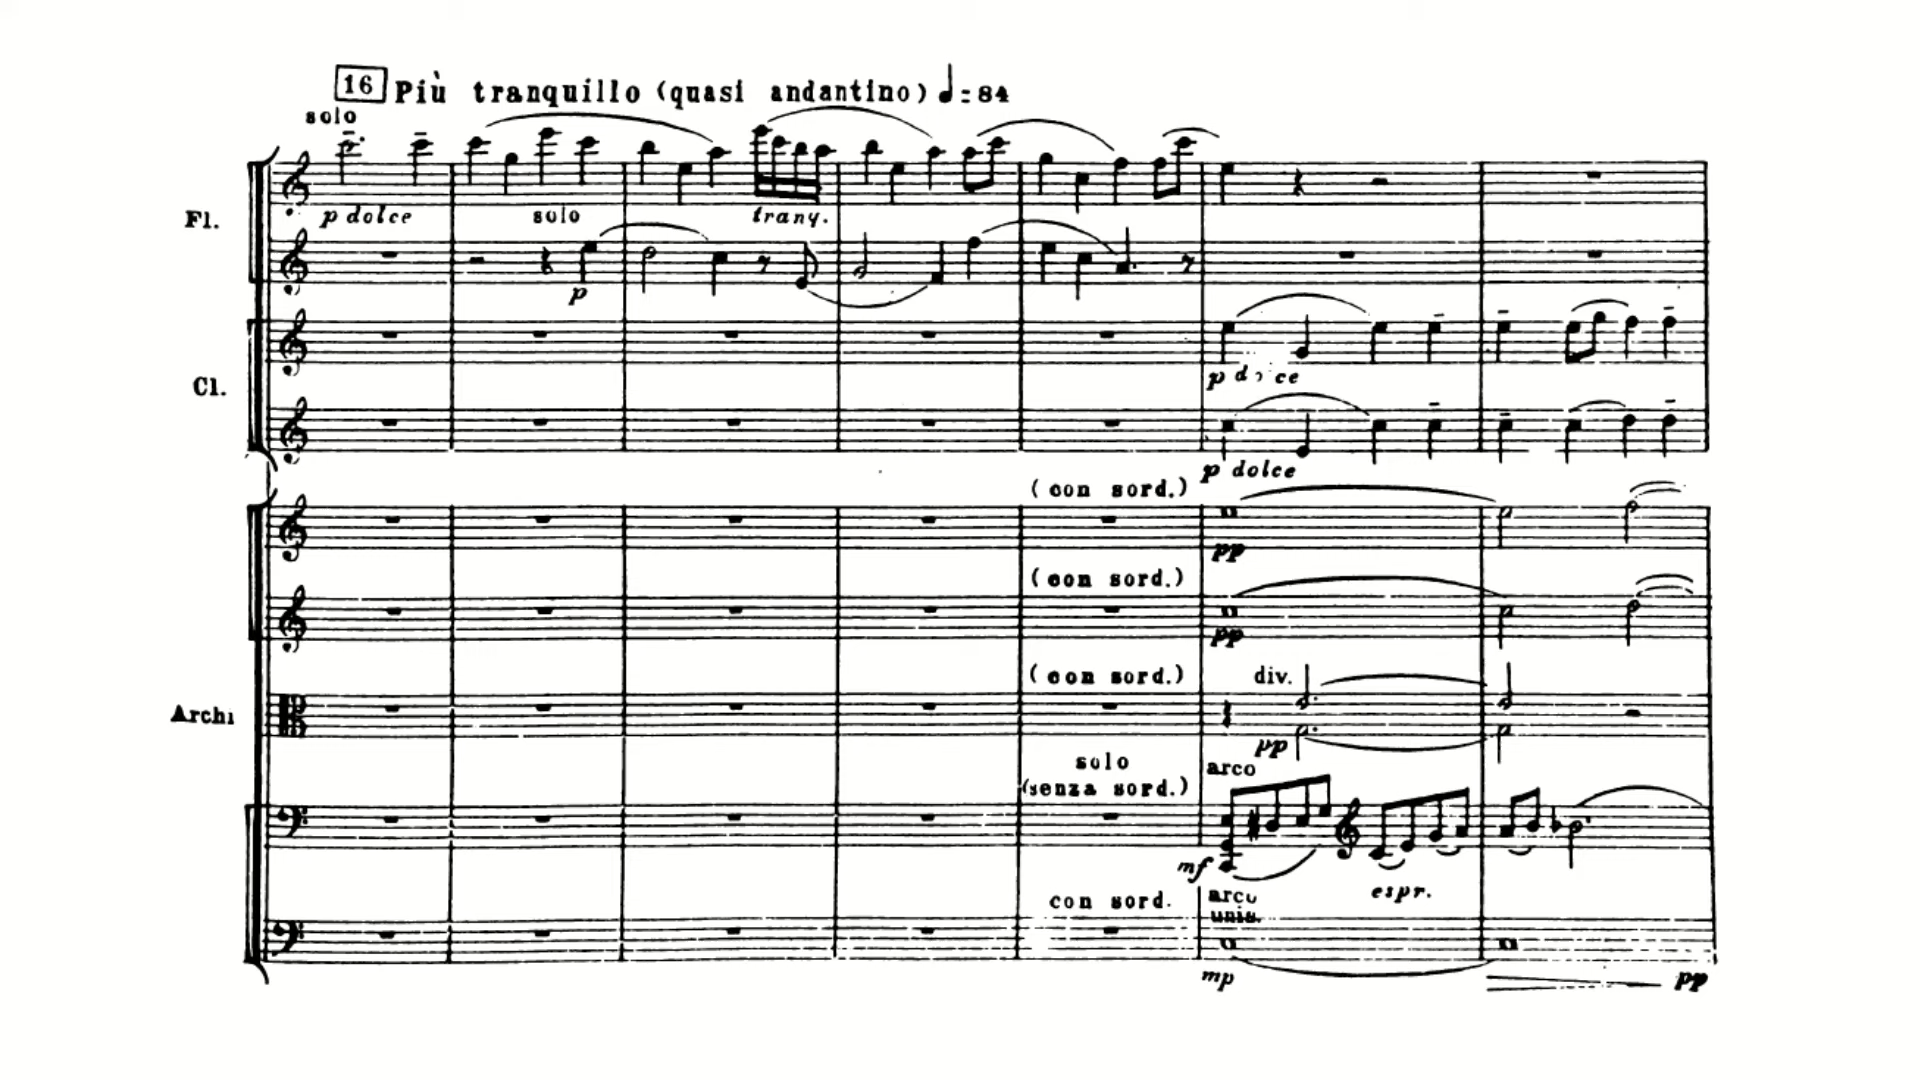 16 Più tranquillo (quasi andantino) ♩=84
solo
Fl.
p dolce
solo
tranq.
p
Cl.
p dolce
p dolce
(con sord.)
pp
(con sord.)
pp
(con sord.)
div.
Archi
pp
solo
arco
(senza sord.)
mf
espr.
con sord.
arco
unis.
mp
pp